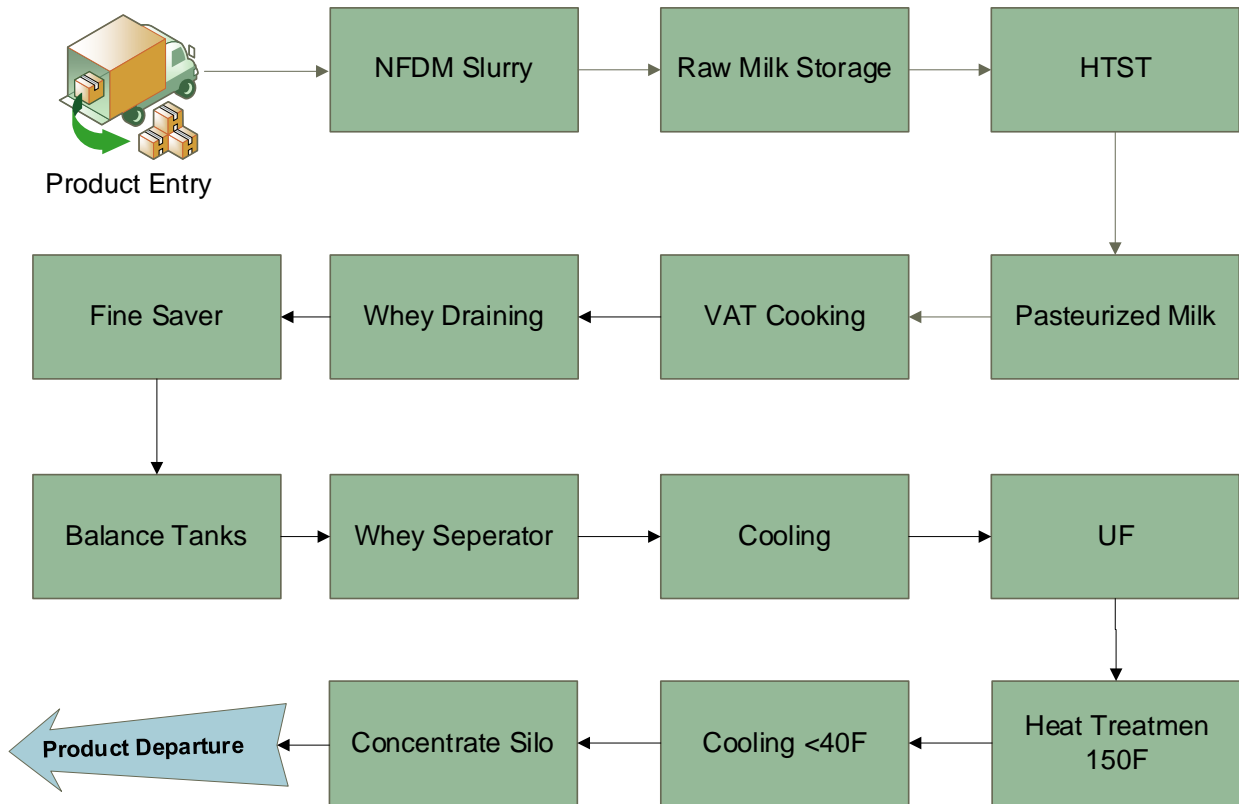 Product Entry
NFDM Slurry
Raw Milk Storage
HTST
Pasteurized Milk
VAT Cooking
Whey Draining
Fine Saver
Balance Tanks
Whey Seperator
Cooling
UF
Heat Treatmen
150F
Cooling <40F
Concentrate Silo
Product Departure